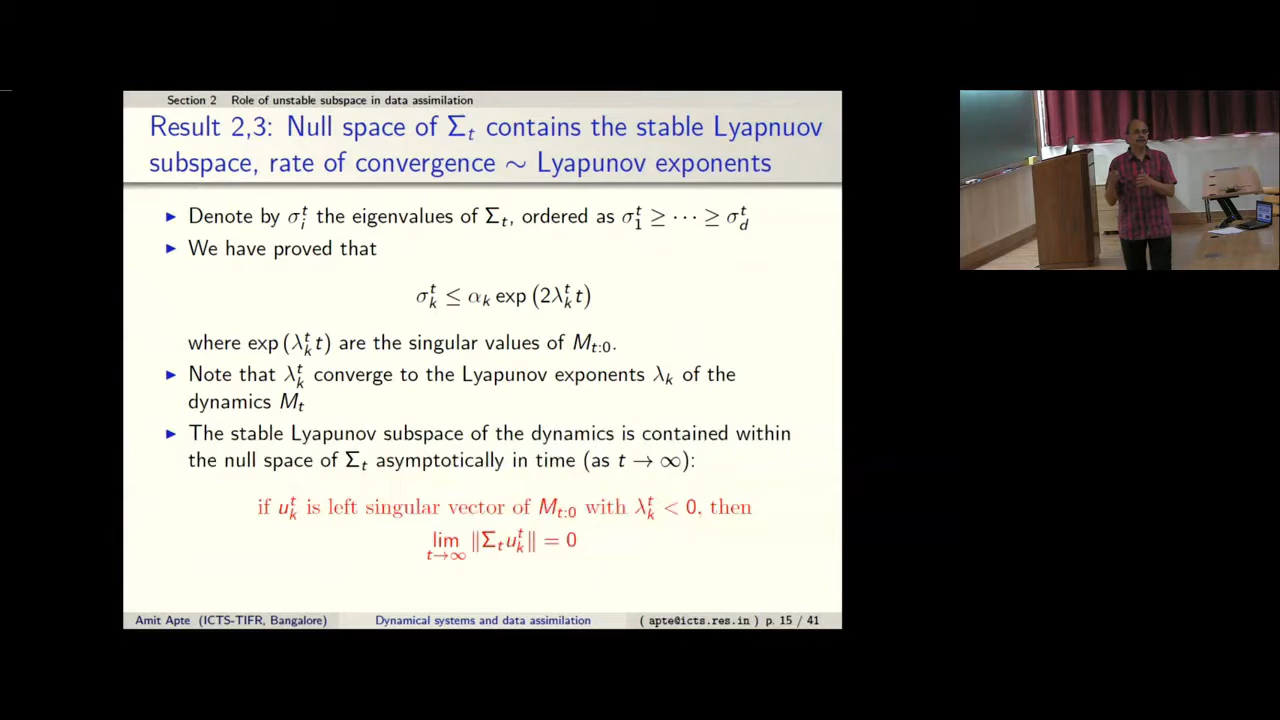 Section 2 Role of unstable subspace in data assimilation
Result 2,3: Null space of Σ_t contains the stable Lyapnuov
subspace, rate of convergence ∼ Lyapunov exponents
▶ Denote by σ_i^t the eigenvalues of Σ_t, ordered as σ_1^t ≥ ⋯ ≥ σ_d^t
▶ We have proved that
σ_k^t ≤ α_k exp (2λ_k^t t)
where exp (λ_k^t t) are the singular values of M_{t:0}.
▶ Note that λ_k^t converge to the Lyapunov exponents λ_k of the
dynamics M_t
▶ The stable Lyapunov subspace of the dynamics is contained within
the null space of Σ_t asymptotically in time (as t → ∞):
if u_k^t is left singular vector of M_{t:0} with λ_k^t < 0, then
lim_{t→∞} ‖Σ_t u_k^t‖ = 0
Amit Apte (ICTS-TIFR, Bangalore) Dynamical systems and data assimilation ( apte@icts.res.in ) p. 15 / 41